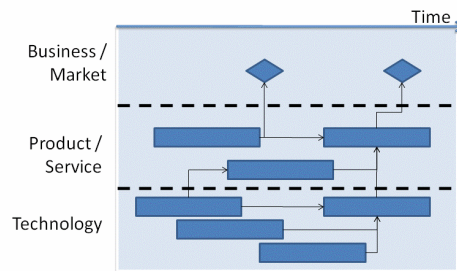 Time
Business /
Market
Product /
Service
Technology